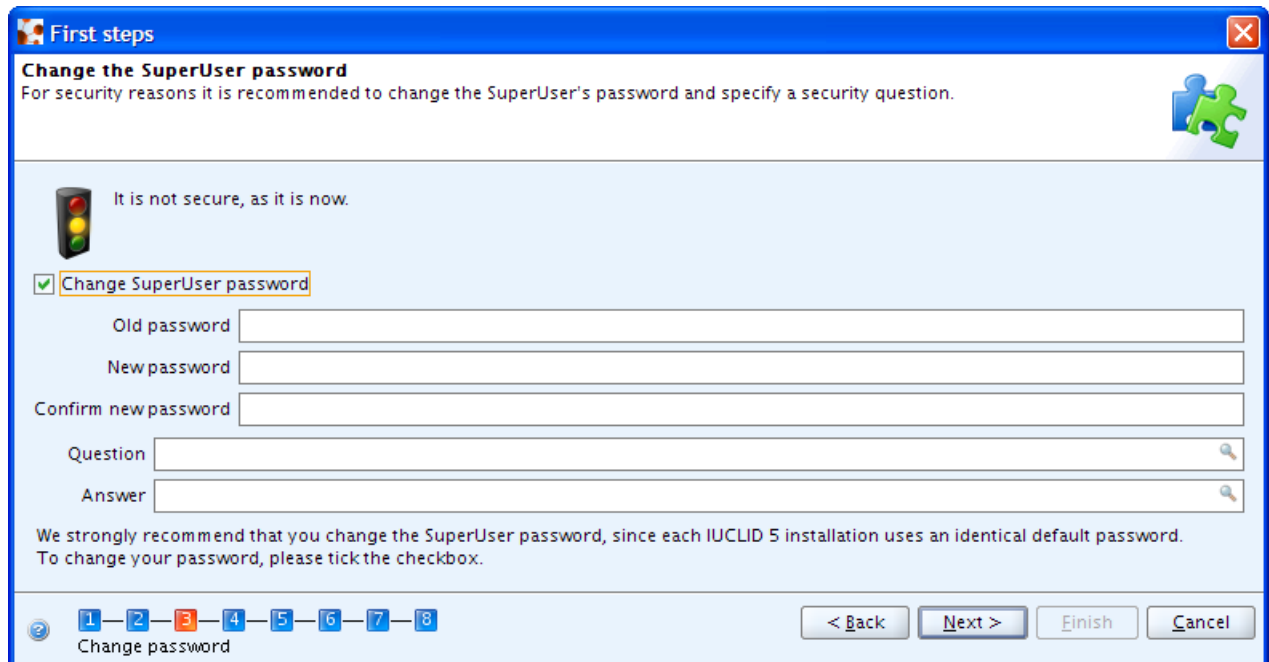 First steps
Change the SuperUser password
For security reasons it is recommended to change the SuperUser's password and specify a security question.
It is not secure, as it is now.
Change SuperUser password
Old password
New password
Confirm new password
Question
Answer
We strongly recommend that you change the SuperUser password, since each IUCLID 5 installation uses an identical default password.
To change your password, please tick the checkbox.
1 2 3 4 5 6 7 8
Change password
< Back Next > Finish Cancel